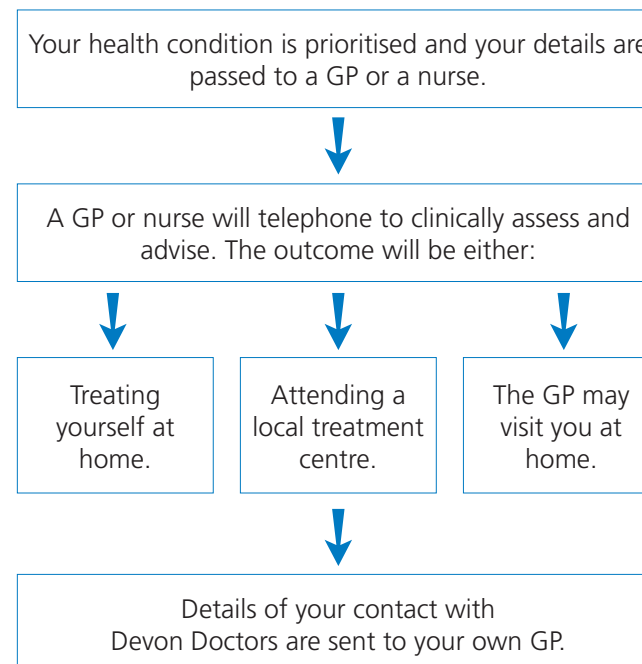 Your health condition is prioritised and your details are
passed to a GP or a nurse.
A GP or nurse will telephone to clinically assess and
advise. The outcome will be either:
Treating
yourself at
home.
Attending a
local treatment
centre.
The GP may
visit you at
home.
Details of your contact with
Devon Doctors are sent to your own GP.